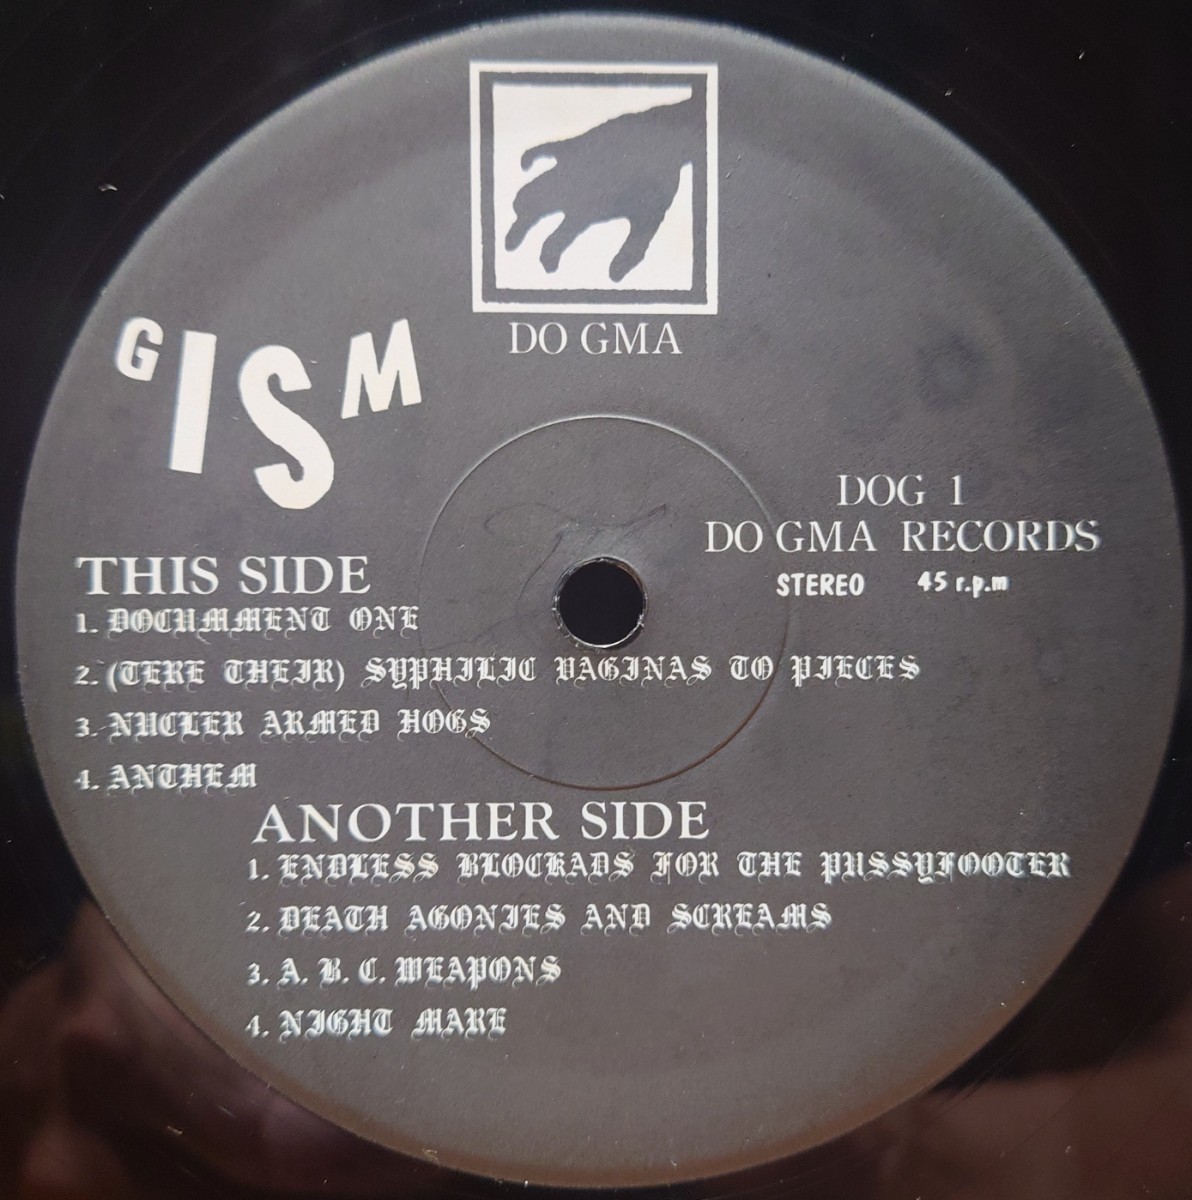 DO GMA
GISM
DOG 1
DO GMA RECORDS
STEREO 45 r.p.m
THIS SIDE
1. DOCUMMENT ONE
2. (TERE THEIR) SYPHILIC VAGINAS TO PIECES
3. NUCLER ARMED HOGS
4. ANTHEM
ANOTHER SIDE
1. ENDLESS BLOCKADS FOR THE PUSSYFOOTER
2. DEATH AGONIES AND SCREAMS
3. A. B. C. WEAPONS
4. NIGHT MARE